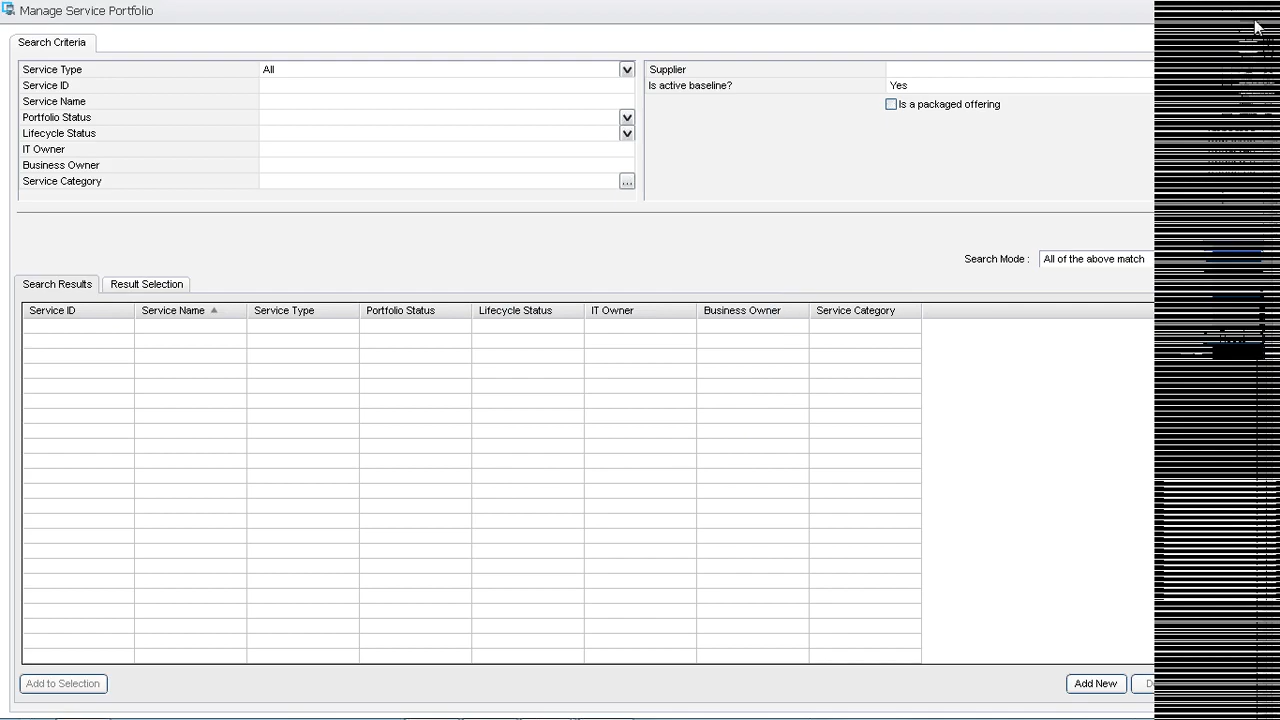 Manage Service Portfolio
Search Criteria
Service Type All
Service ID
Service Name
Portfolio Status
Lifecycle Status
IT Owner
Business Owner
Service Category ...
Supplier
Is active baseline? Yes
Is a packaged offering
Search Mode : All of the above match
Search Results Result Selection
Service ID Service Name Service Type Portfolio Status Lifecycle Status IT Owner Business Owner Service Category
Add to Selection Add New